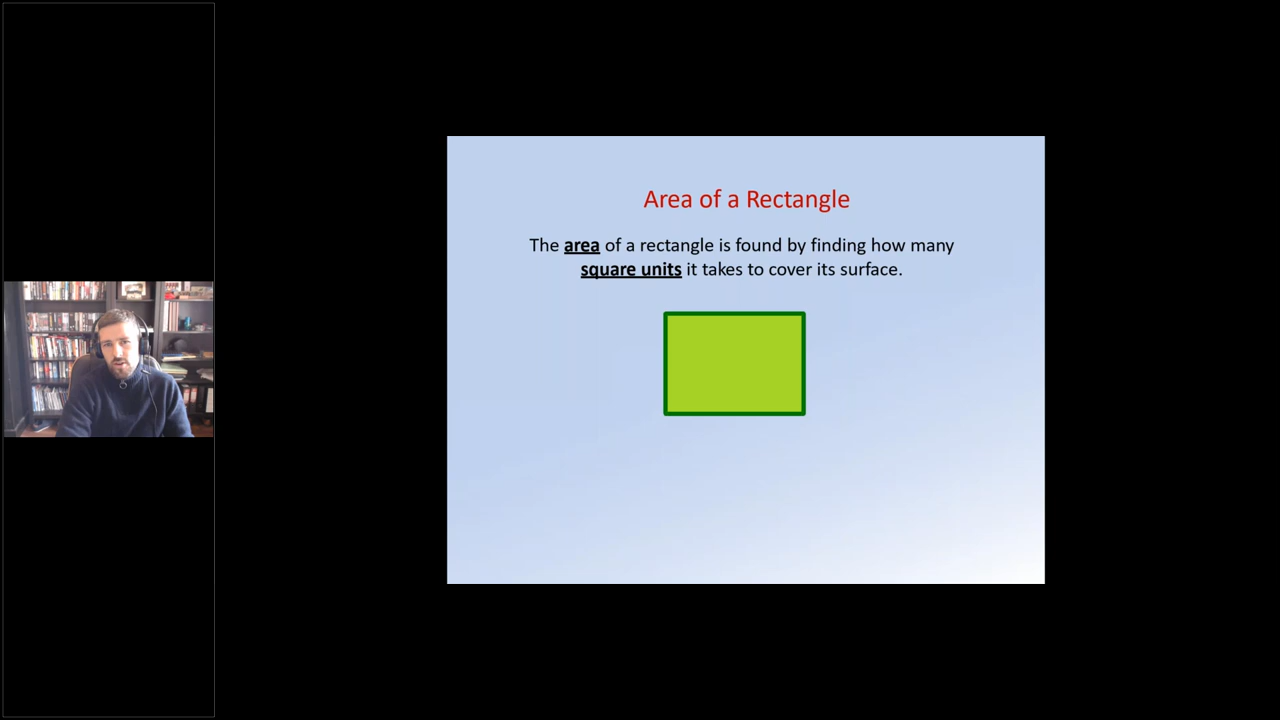 Area of a Rectangle
The area of a rectangle is found by finding how many
square units it takes to cover its surface.